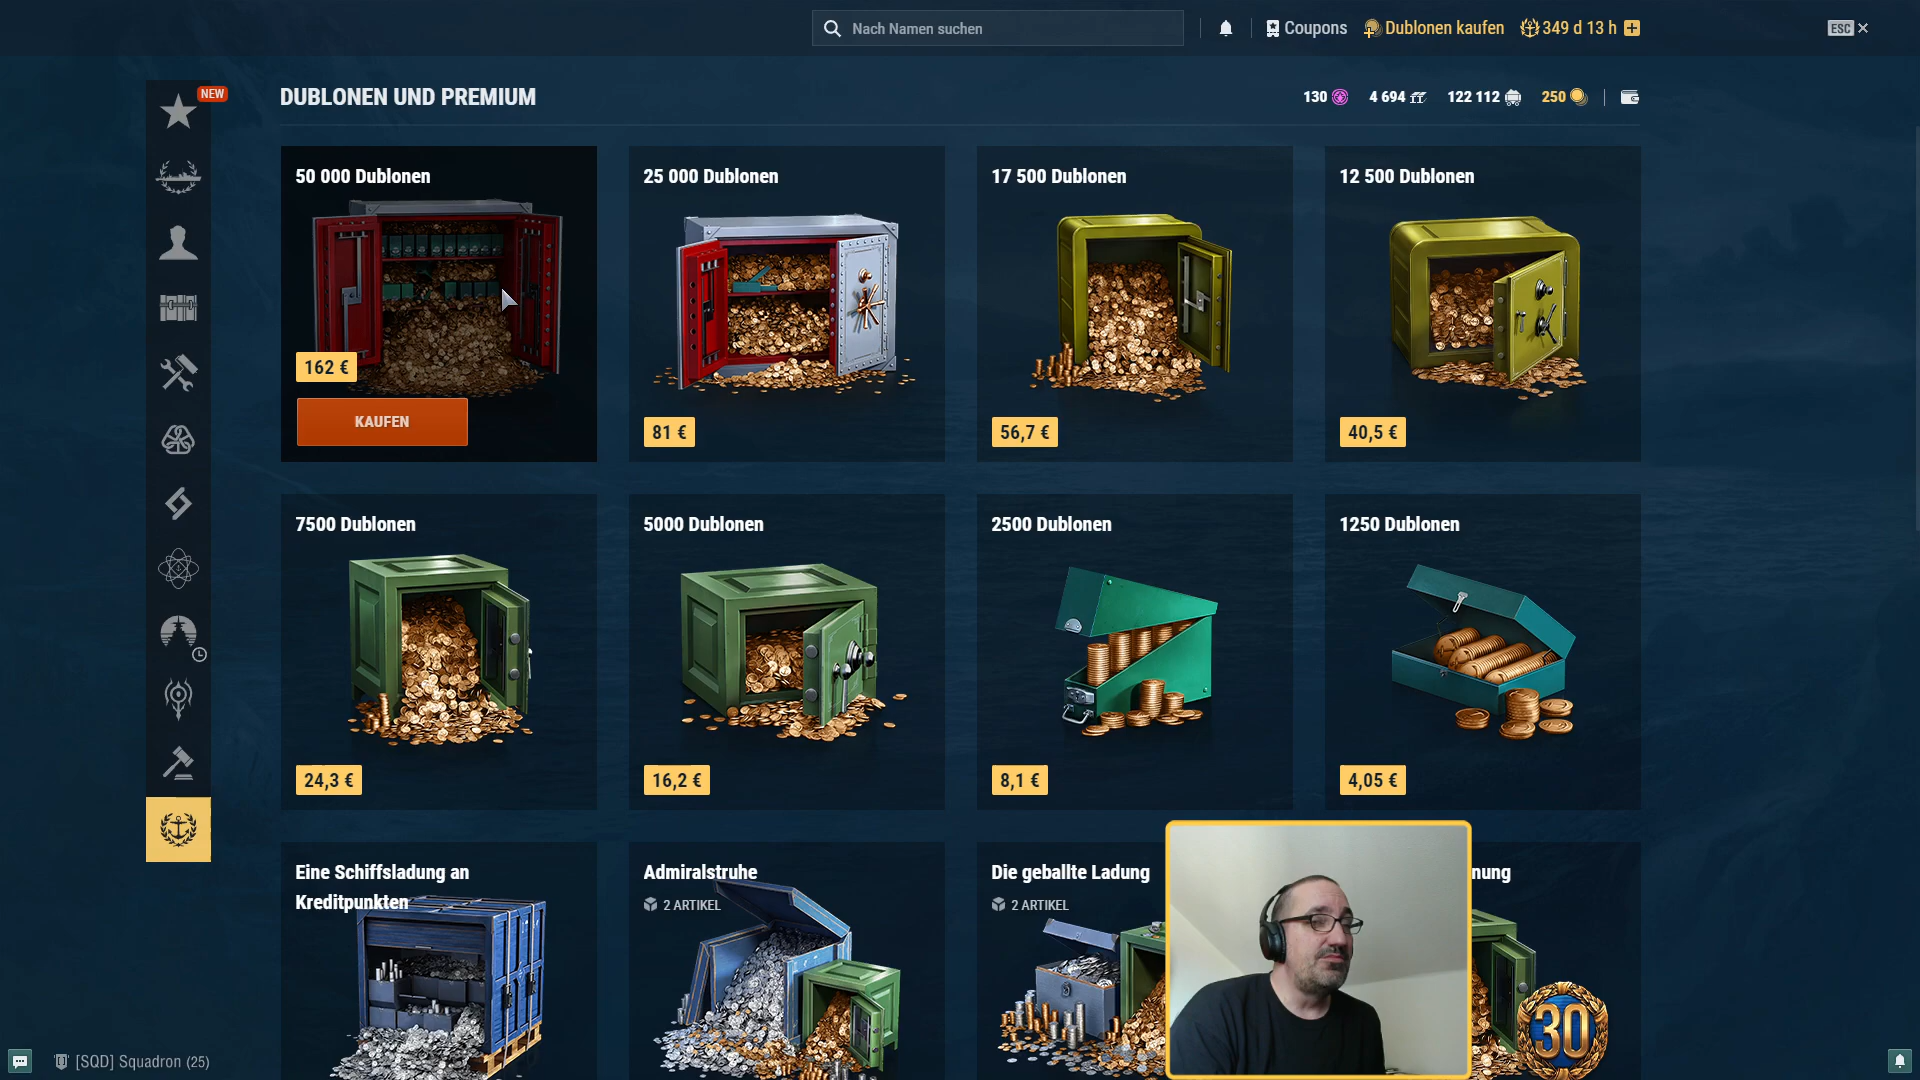 Nach Namen suchen
Coupons
Dublonen kaufen
349 d 13 h
ESC
NEW
DUBLONEN UND PREMIUM
130
4 694
122 112
250
50 000 Dublonen
162 €
KAUFEN
25 000 Dublonen
81 €
17 500 Dublonen
56,7 €
12 500 Dublonen
40,5 €
7500 Dublonen
24,3 €
5000 Dublonen
16,2 €
2500 Dublonen
8,1 €
1250 Dublonen
4,05 €
Eine Schiffsladung an
Kreditpunkten
Admiralstruhe
2 ARTIKEL
Die geballte Ladung
2 ARTIKEL
nung
30
[SQD] Squadron (25)